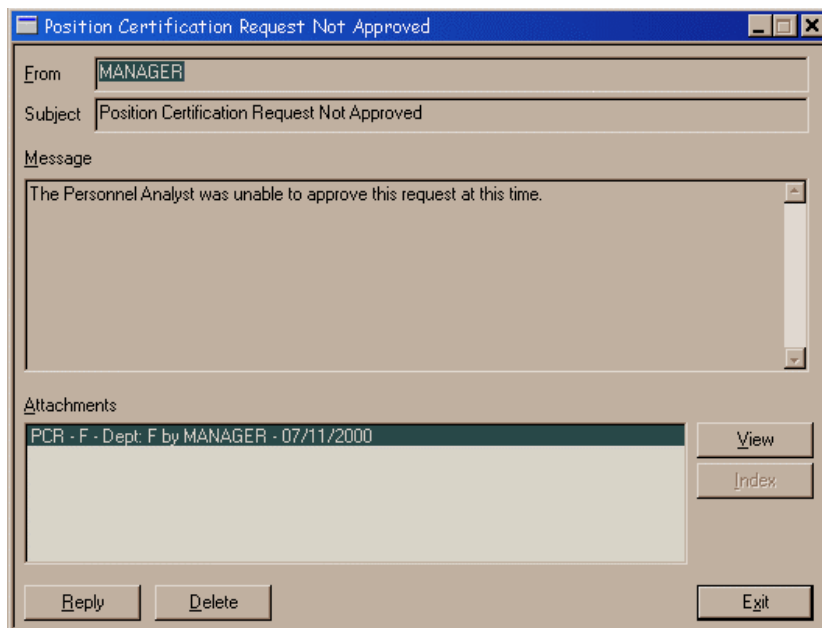 Position Certification Request Not Approved
From MANAGER
Subject Position Certification Request Not Approved
Message
The Personnel Analyst was unable to approve this request at this time.
Attachments
PCR - F - Dept: F by MANAGER - 07/11/2000
View
Index
Reply Delete Exit